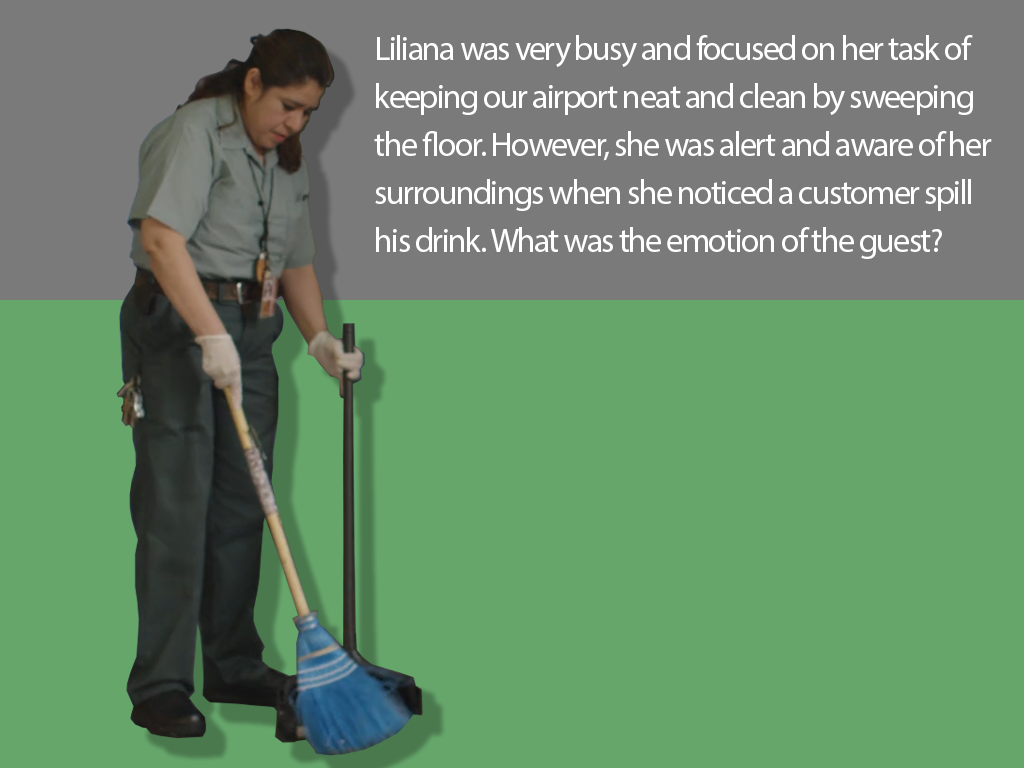 Liliana was very busy and focused on her task of
keeping our airport neat and clean by sweeping
the floor. However, she was alert and aware of her
surroundings when she noticed a customer spill
his drink. What was the emotion of the guest?